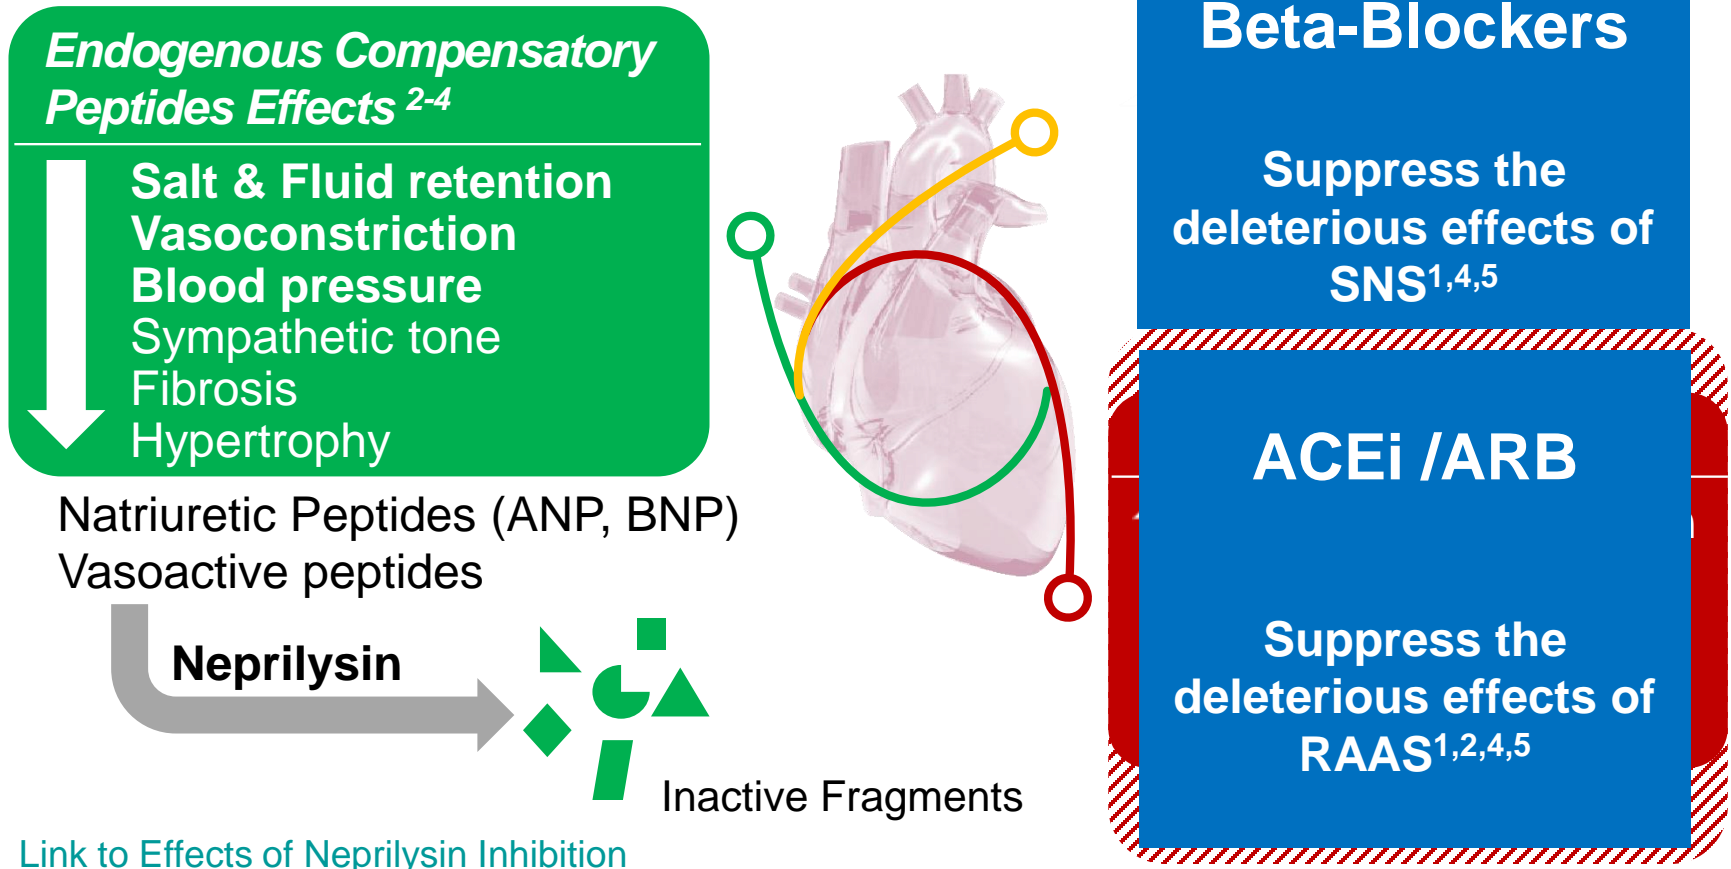 Endogenous Compensatory
Peptides Effects 2-4
Salt & Fluid retention
Vasoconstriction
Blood pressure
Sympathetic tone
Fibrosis
Hypertrophy
Natriuretic Peptides (ANP, BNP)
Vasoactive peptides
Neprilysin
Inactive Fragments
Link to Effects of Neprilysin Inhibition
Beta-Blockers
Suppress the
deleterious effects of
SNS1,4,5
ACEi /ARB
Suppress the
deleterious effects of
RAAS1,2,4,5